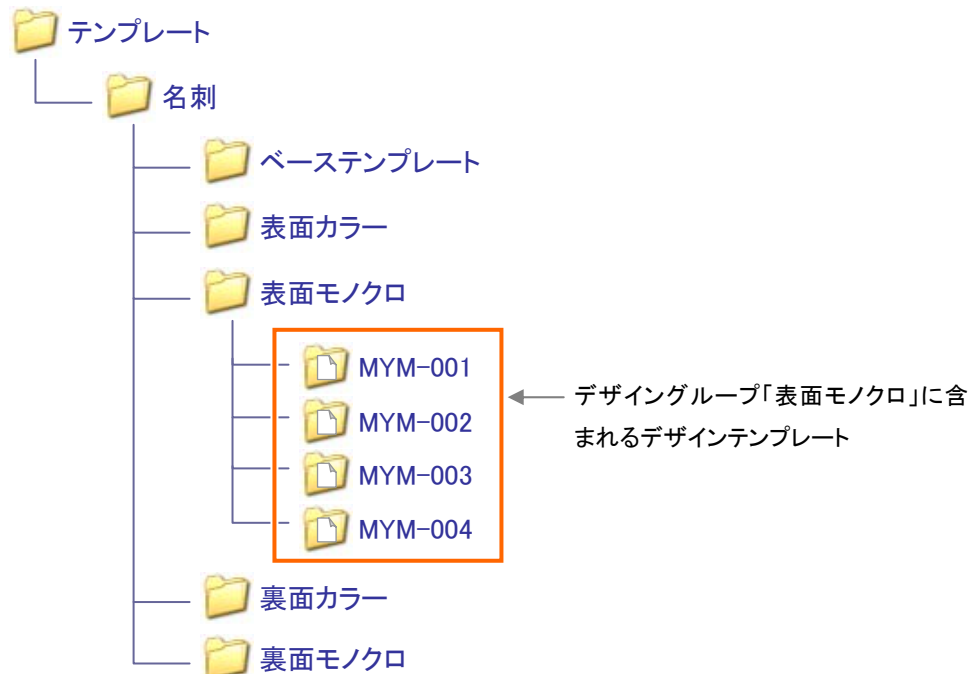 テンプレート
名刺
ベーステンプレート
表面カラー
表面モノクロ
MYM-001
MYM-002
MYM-003
MYM-004
デザイングループ「表面モノクロ」に含
まれるデザインテンプレート
裏面カラー
裏面モノクロ